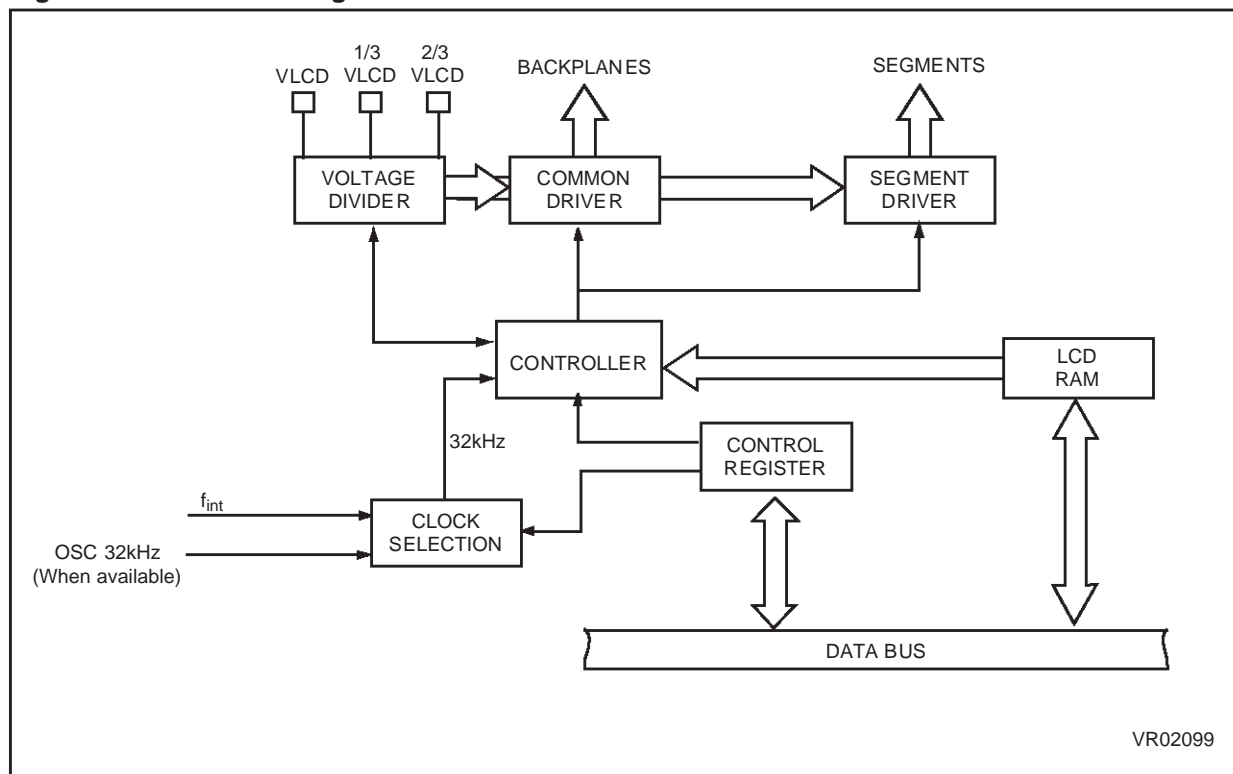 1/3
2/3
VLCD
VLCD
VLCD
BACKPLANES
SEGMENTS
VOLTAGE
DIVIDER
COMMON
DRIVER
SEGMENT
DRIVER
CONTROLLER
LCD
RAM
32kHz
CONTROL
REGISTER
fint
CLOCK
SELECTION
OSC 32kHz
(When available)
DATA BUS
VR02099